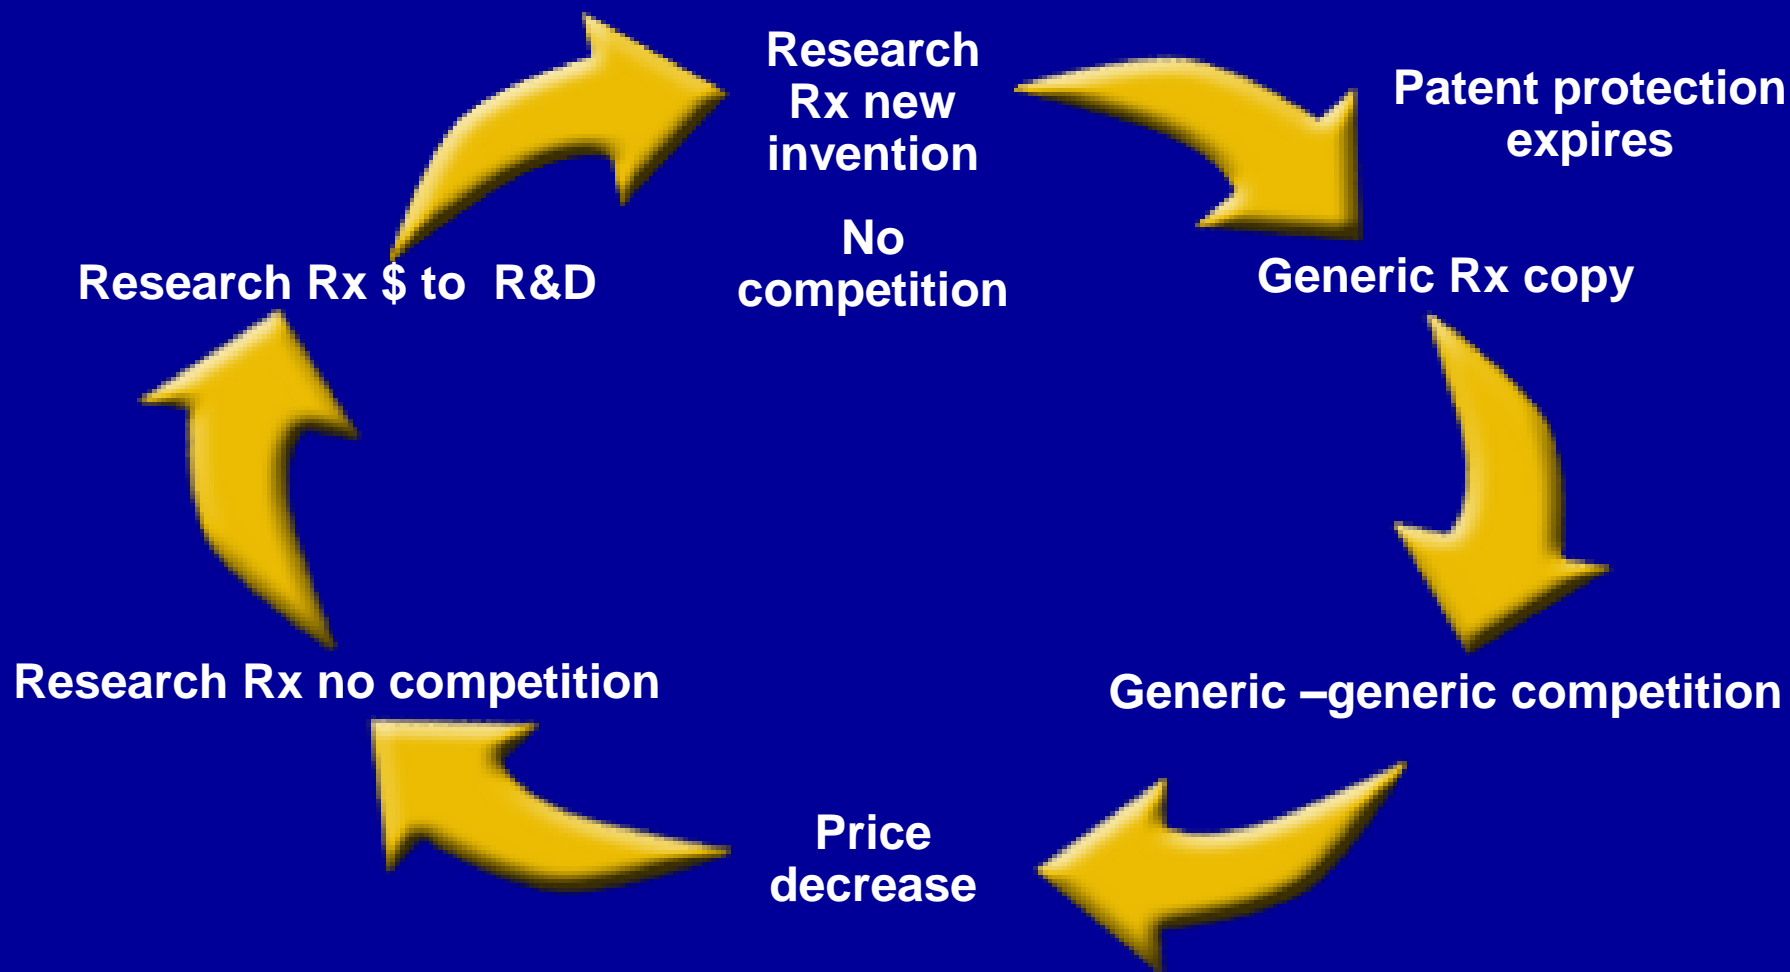 Research
Rx new
invention
No
competition
Patent protection
expires
Generic Rx copy
Generic –generic competition
Price
decrease
Research Rx no competition
Research Rx $ to  R&D